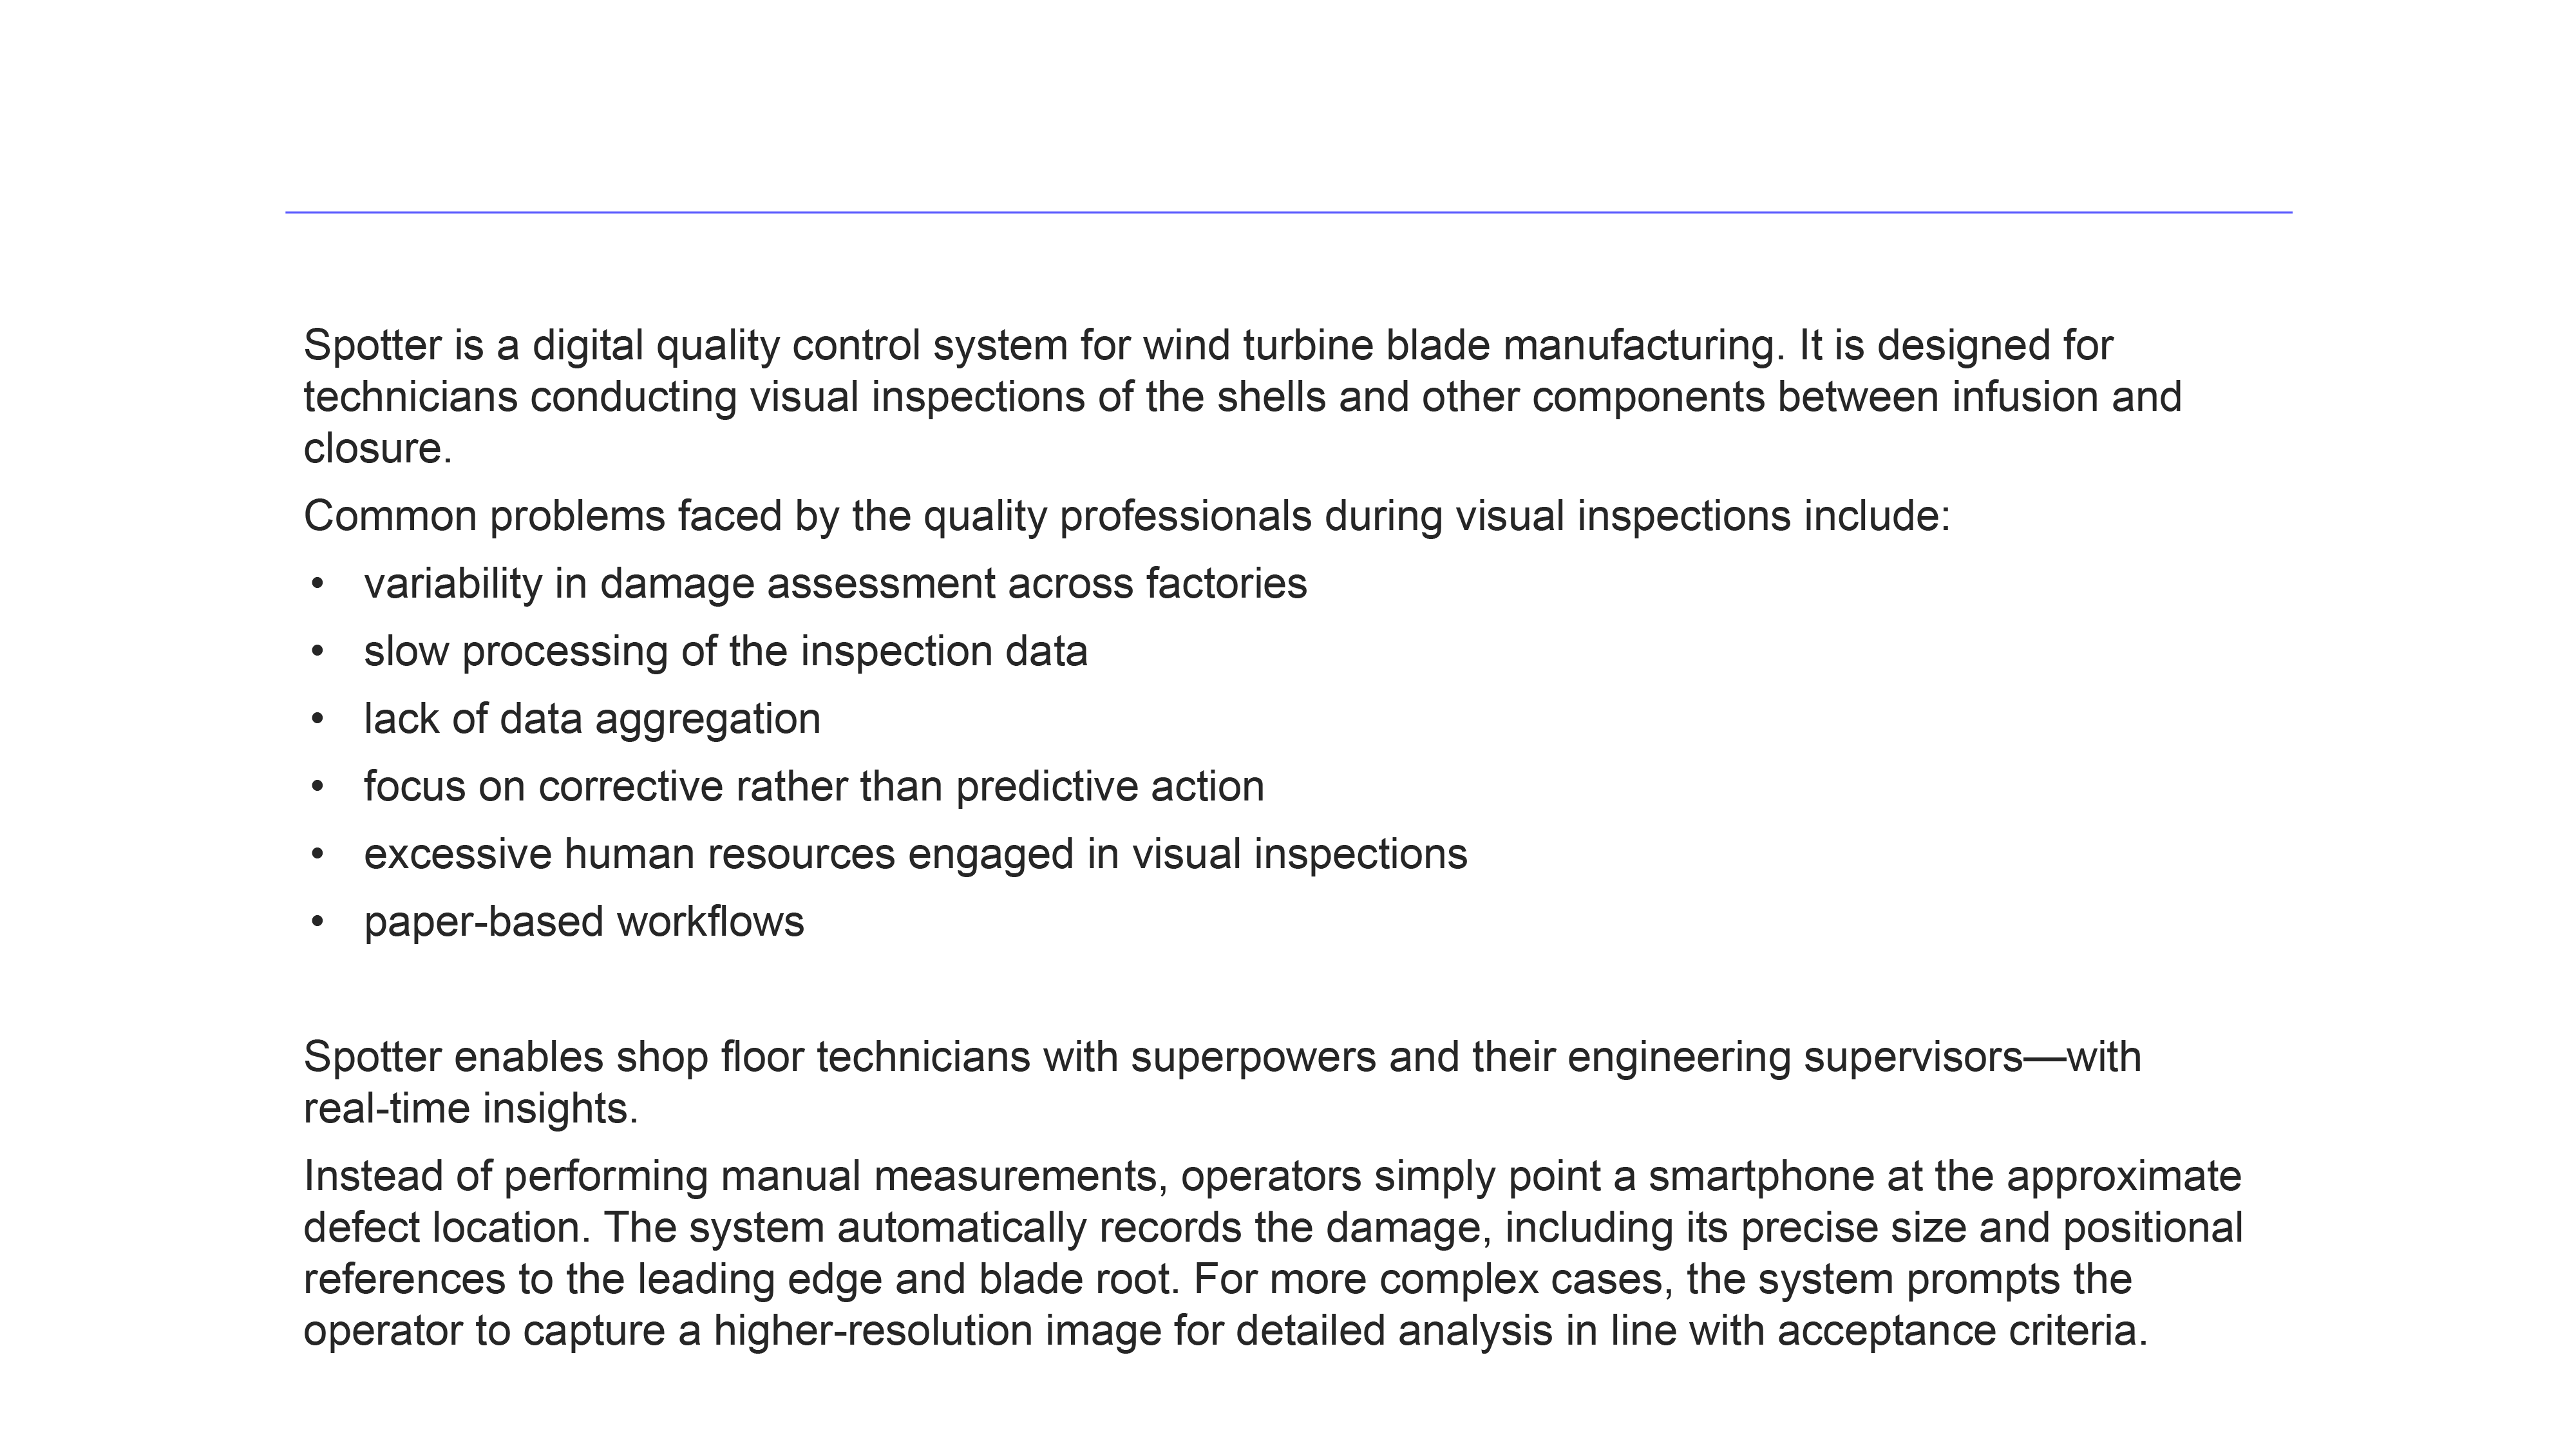 Spotter is a digital quality control system for wind turbine blade manufacturing. It is designed for
technicians conducting visual inspections of the shells and other components between infusion and
closure.
Common problems faced by the quality professionals during visual inspections include:
• variability in damage assessment across factories
• slow processing of the inspection data
• lack of data aggregation
• focus on corrective rather than predictive action
• excessive human resources engaged in visual inspections
• paper-based workflows
Spotter enables shop floor technicians with superpowers and their engineering supervisors—with
real-time insights.
Instead of performing manual measurements, operators simply point a smartphone at the approximate
defect location. The system automatically records the damage, including its precise size and positional
references to the leading edge and blade root. For more complex cases, the system prompts the
operator to capture a higher-resolution image for detailed analysis in line with acceptance criteria.